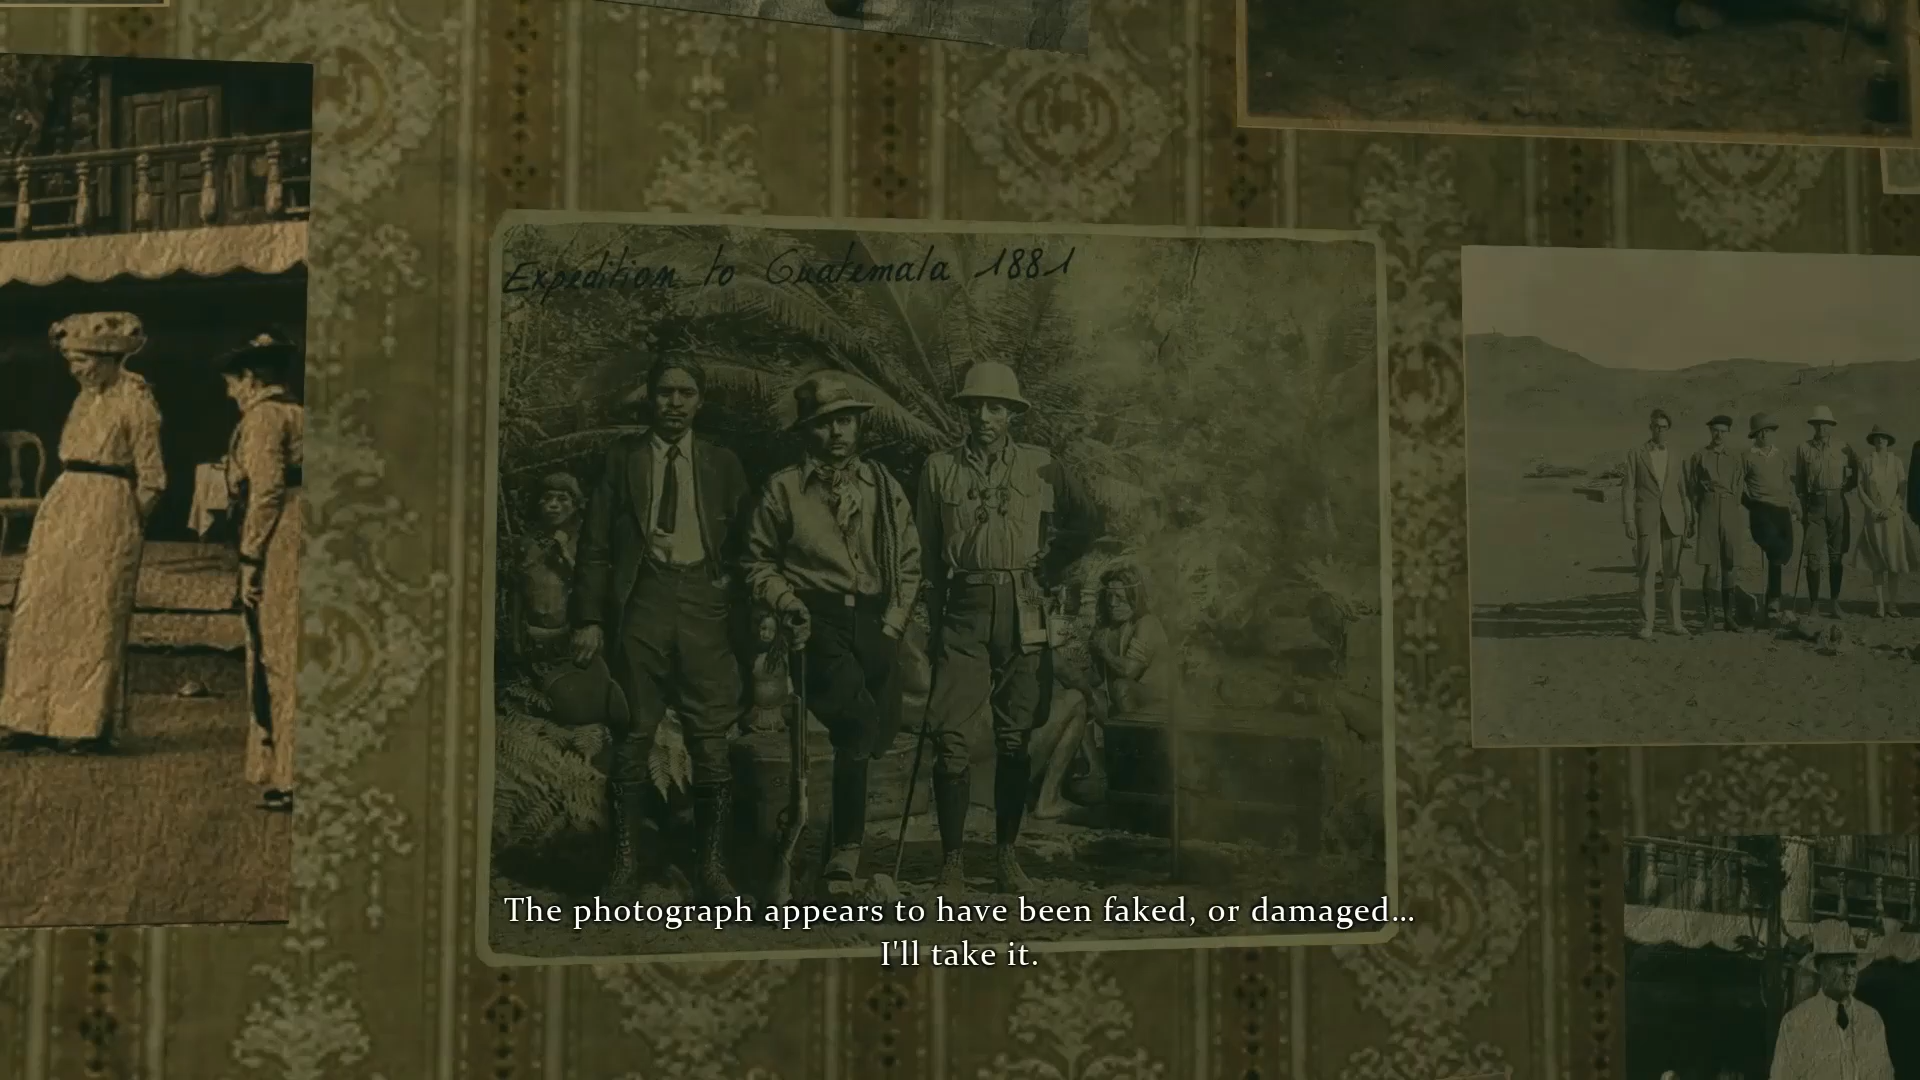 Expedition to Guatemala 1881
The photograph appears to have been faked, or damaged...
I'll take it.